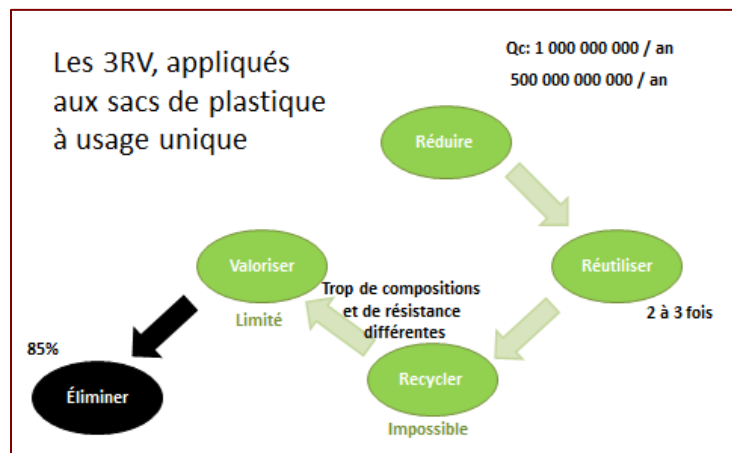 Les 3RV, appliqués
aux sacs de plastique
à usage unique
Qc: 1 000 000 000 / an
500 000 000 000 / an
Réduire
Réutiliser
2 à 3 fois
Trop de compositions
et de résistance
différentes
Recycler
Impossible
Valoriser
Limité
85%
Éliminer